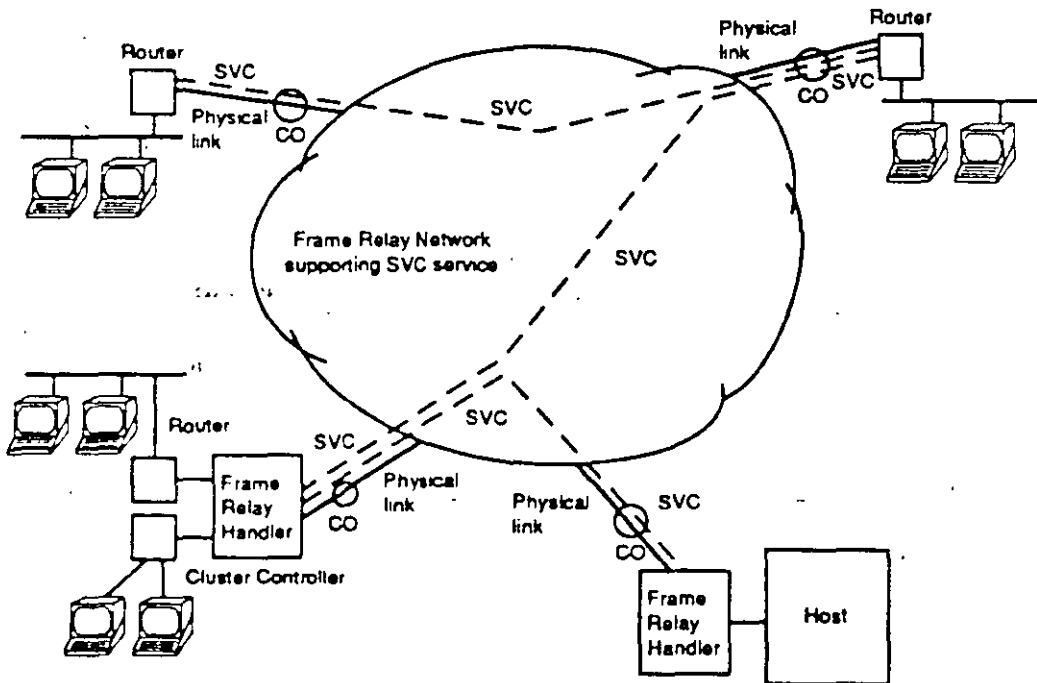 Router
SVC
Physical
link
CO
SVC
Physical
link
Router
CO
SVC
Frame Relay Network
supporting SVC service
SVC
Router
SVC
SVC
Physical
link
CO
Frame
Relay
Handler
Cluster Controller
Physical
link
SVC
CO
Frame
Relay
Handler
Host